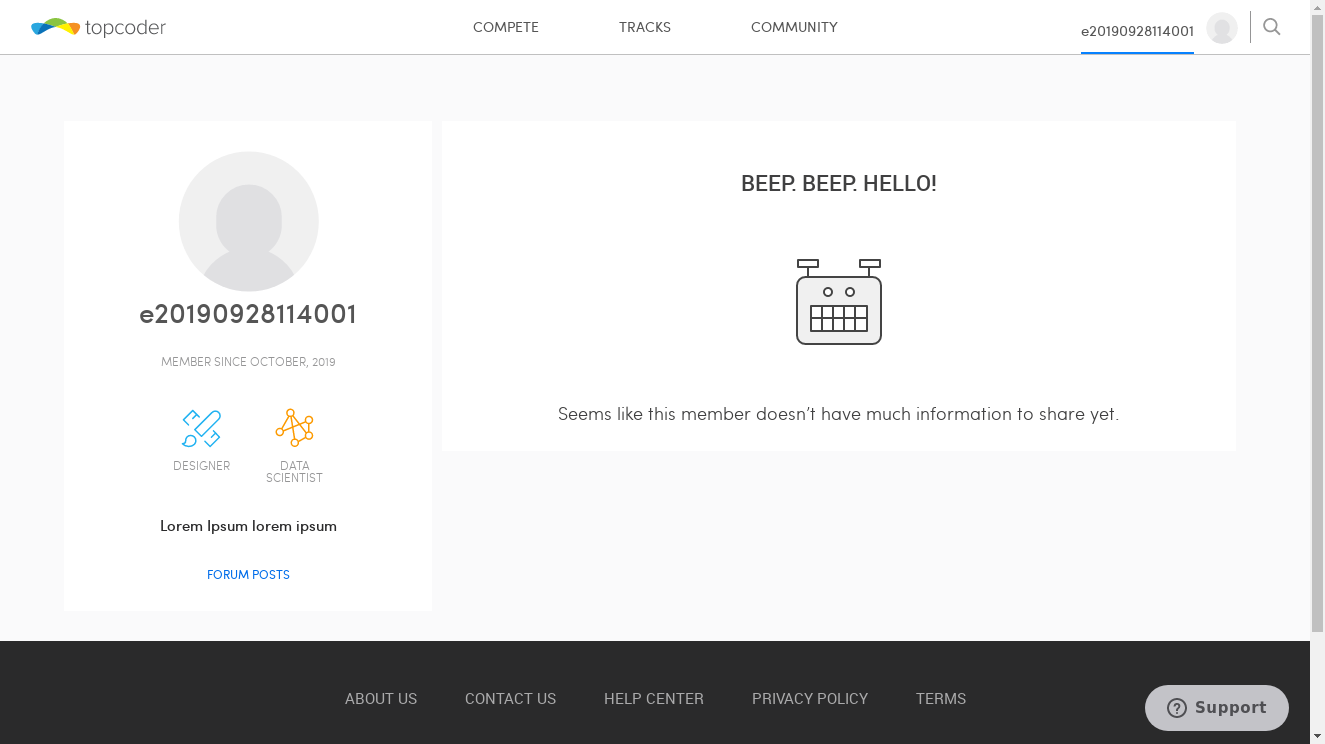 topcoder
COMPETE
TRACKS
COMMUNITY
e20190928114001
e20190928114001
MEMBER SINCE OCTOBER, 2019
DESIGNER
DATA
SCIENTIST
Lorem Ipsum lorem ipsum
FORUM POSTS
BEEP. BEEP. HELLO!
Seems like this member doesn’t have much information to share yet.
ABOUT US
CONTACT US
HELP CENTER
PRIVACY POLICY
TERMS
Support